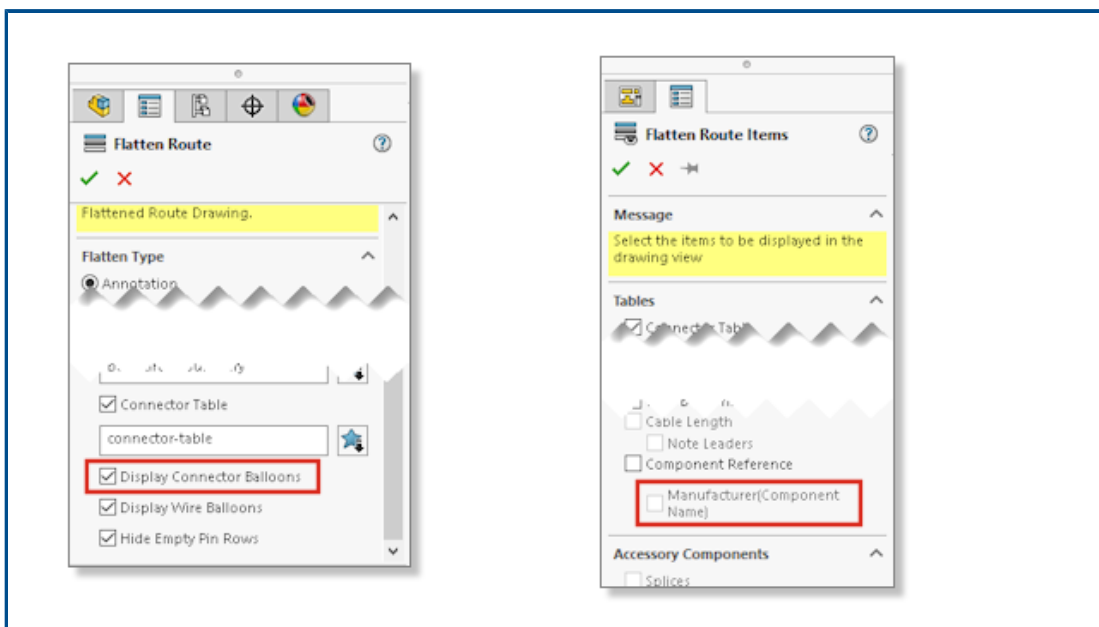 Flatten Route
Flattened Route Drawing.
Flatten Type
Annotation
Connector Table
connector-table
Display Connector Balloons
Display Wire Balloons
Hide Empty Pin Rows
Flatten Route Items
Message
Select the items to be displayed in the
drawing view
Tables
Connector Table
Cable Length
Note Leaders
Component Reference
Manufacturer(Component
Name)
Accessory Components
Splices